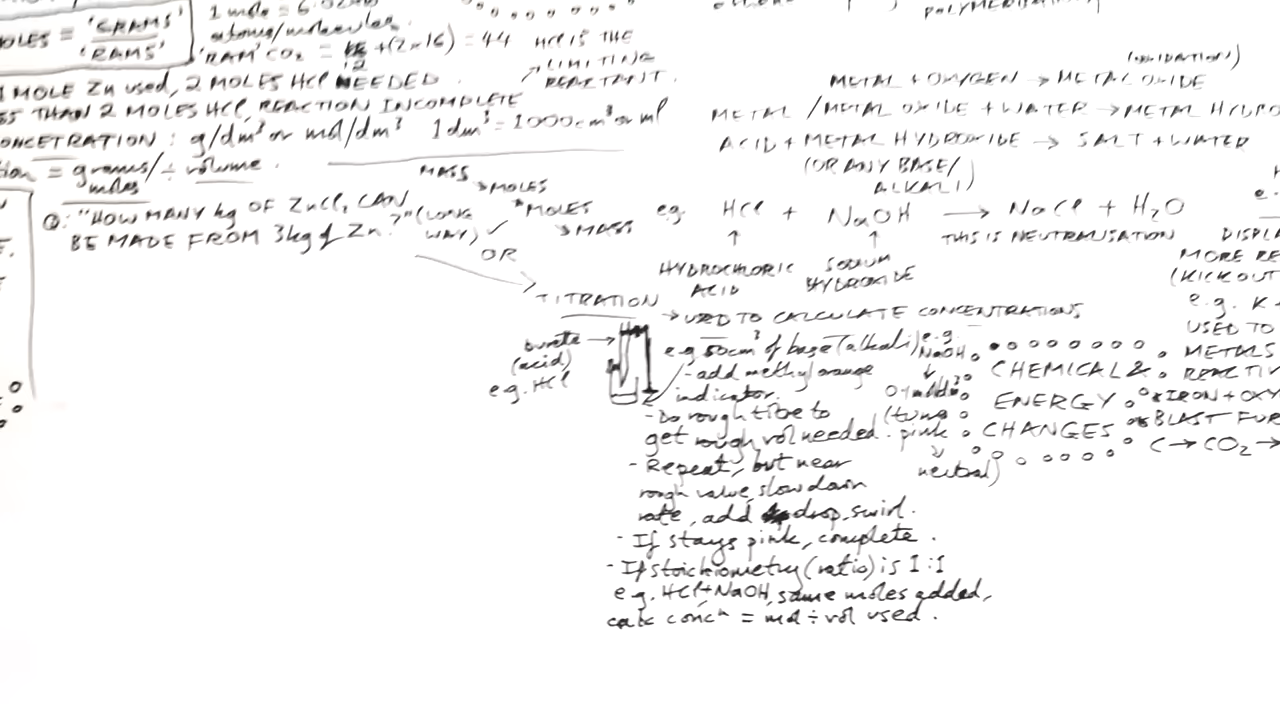 MOLES = 'GRAMS'
'RAMS'
1 mole = 6.02
atoms/molecules.
'RAM' CO2 = 12 + (2x16) = 44
HCl IS THE
LIMITING
REACTANT.
1 MOLE Zn used, 2 MOLES HCl NEEDED.
THAN 2 MOLES HCl, REACTION INCOMPLETE
CONCETRATION: g/dm³ or mol/dm³ 1dm³ = 1000cm³ or ml
= grams/ ÷ volume.
moles
Q: "HOW MANY kg OF ZnCl2 CAN
BE MADE FROM 3kg of Zn?" (LONG
WAY) ✓
MASS
→ MOLES
→ MOLES
→ MASS
OR
TITRATION
→ USED TO CALCULATE CONCENTRATIONS
burette →
(acid)
e.g. HCl
e.g 50cm³ of base (alkali) e.g.
NaOH
- add methyl orange
indicator.
- Do rough to
get rough vol needed.
(turns
pink
neutral)
- Repeat, but near
rough value, slow down
rate, add drop, swirl.
- If stays pink, complete.
- If stoichiometry (ratio) is 1:1
e.g. HCl + NaOH, same moles added,
calc concn = mol ÷ vol used.
(OXIDATION)
METAL + OXYGEN → METAL OXIDE
METAL / METAL OXIDE + WATER → METAL HYDRO
ACID + METAL HYDROXIDE → SALT + WATER
(OR ANY BASE/
ALKALI)
eg. HCl + NaOH → NaCl + H2O
↑ ↑
HYDROCHLORIC
ACID
SODIUM
HYDROXIDE
THIS IS NEUTRALISATION
DISPLA
MORE RE
(KICK OUT
e.g. K +
USED TO
METALS
REACTIV
* IRON + OXY
* BLAST FUR
C → CO2 →
CHEMICAL &
ENERGY
CHANGES